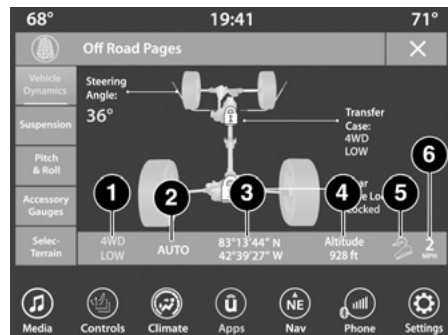 68°
19:41
71°
Off Road Pages
Vehicle
Dynamics
Suspension
Pitch
& Roll
Accessory
Gauges
Selec-
Terrain
Steering
Angle:
36°
Transfer
Case:
4WD
LOW
Locked
1
2
3
4
5
6
4WD
LOW
AUTO
83°13'44" N
42°39'27" W
Altitude
928 ft
2
MPH
Media
Controls
Climate
Apps
NE
Nav
Phone
Settings